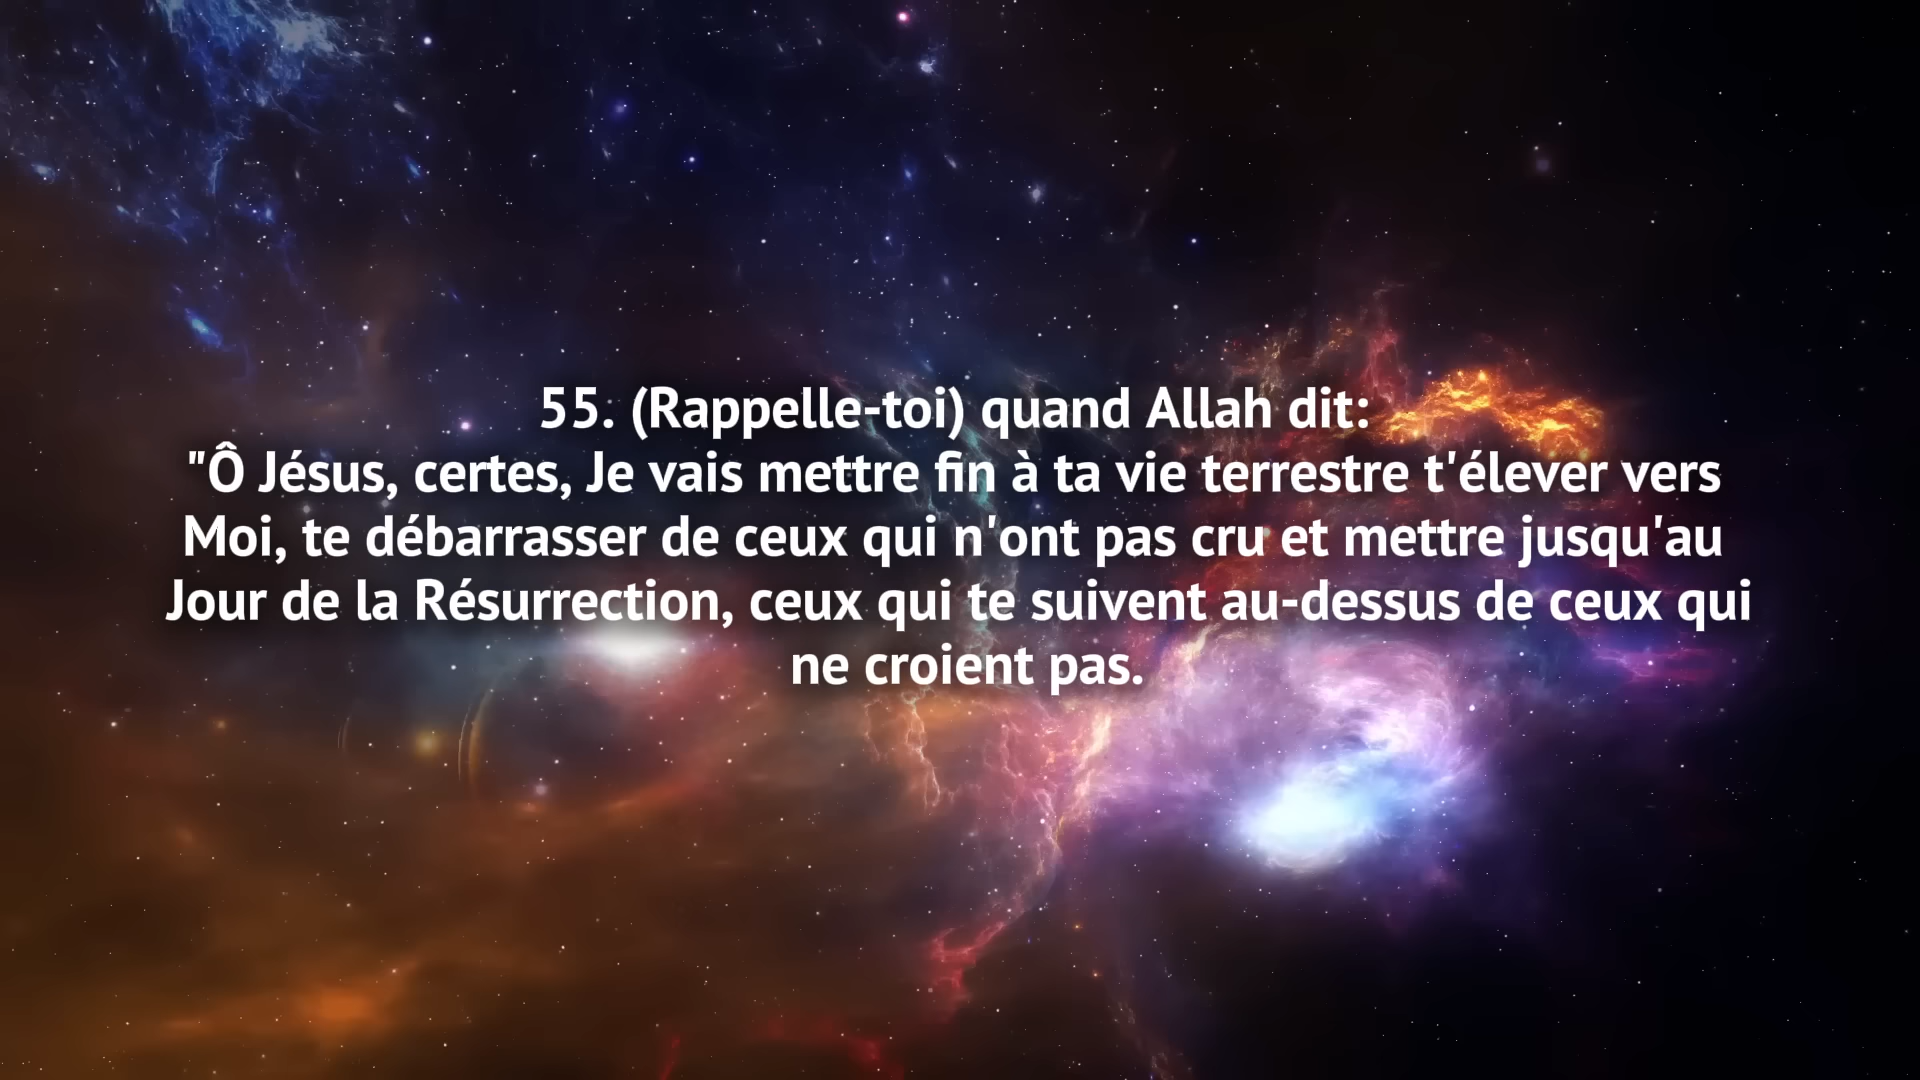 55. (Rappelle-toi) quand Allah dit:
"Ô Jésus, certes, Je vais mettre fin à ta vie terrestre t'élever vers
Moi, te débarrasser de ceux qui n'ont pas cru et mettre jusqu'au
Jour de la Résurrection, ceux qui te suivent au-dessus de ceux qui
ne croient pas.